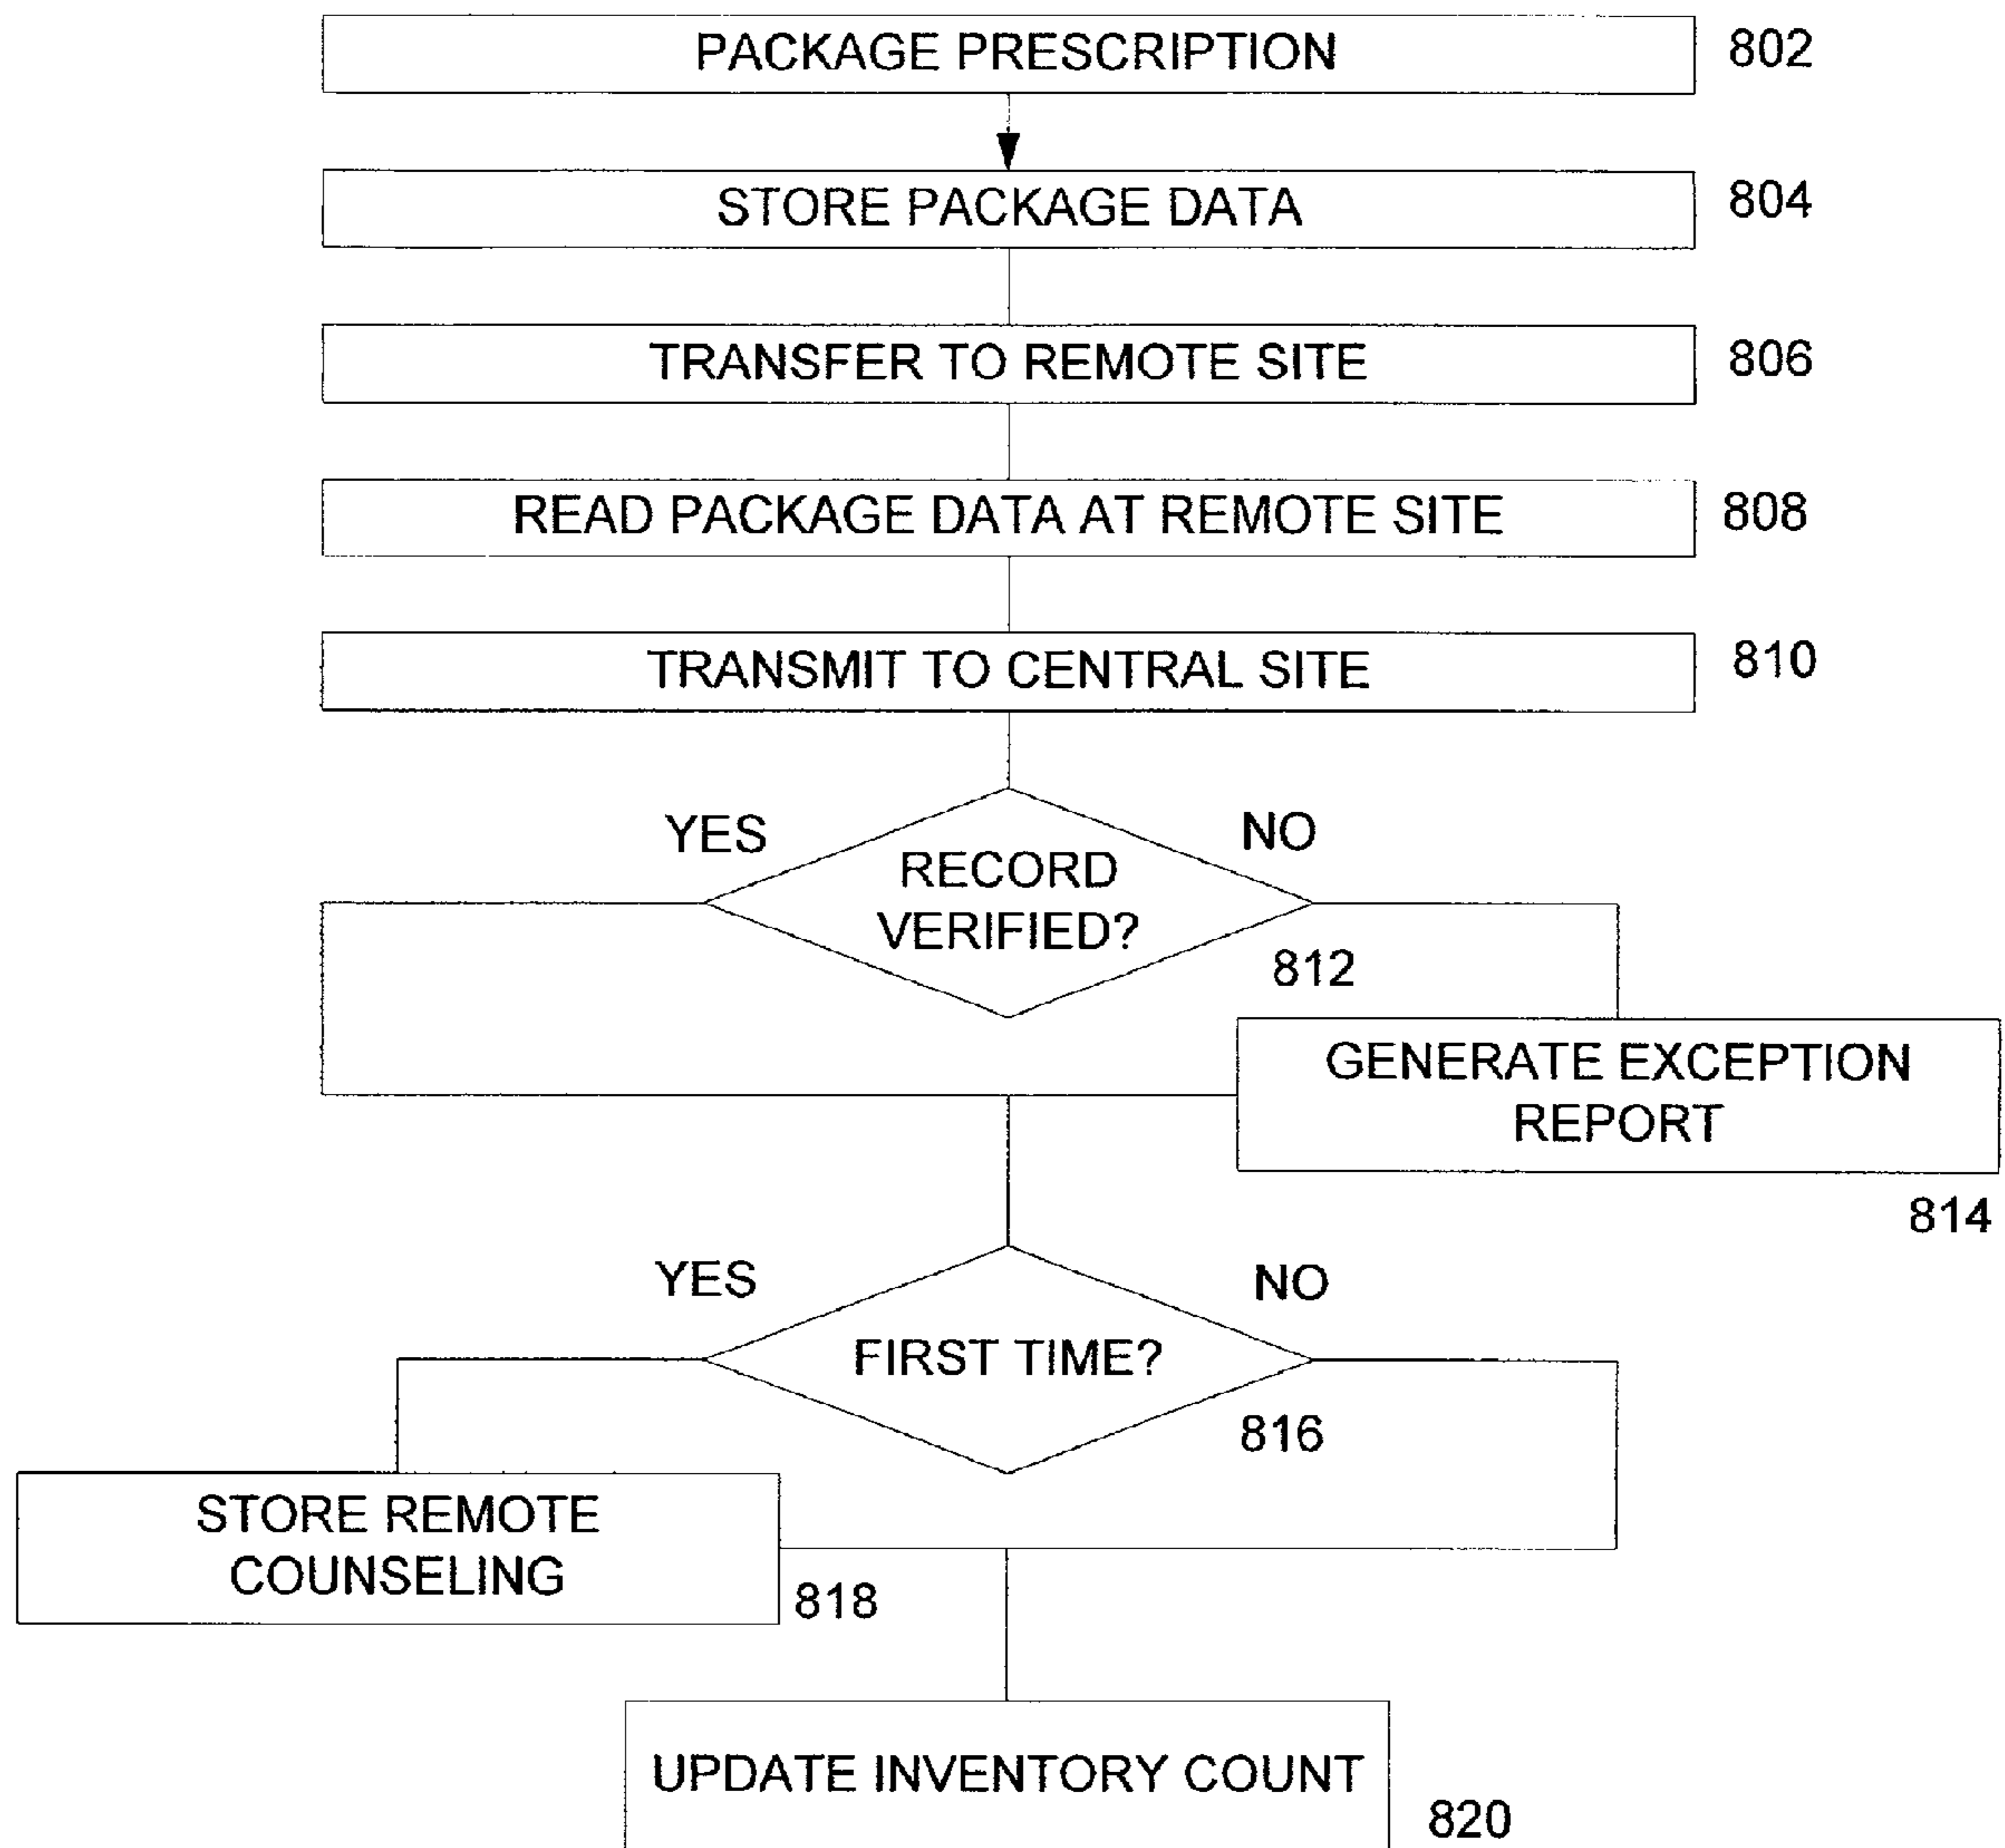 PACKAGE PRESCRIPTION
802
STORE PACKAGE DATA
804
TRANSFER TO REMOTE SITE
806
READ PACKAGE DATA AT REMOTE SITE
808
TRANSMIT TO CENTRAL SITE
810
YES
NO
RECORD
VERIFIED?
812
GENERATE EXCEPTION
REPORT
814
YES
NO
FIRST TIME?
816
STORE REMOTE
COUNSELING
818
UPDATE INVENTORY COUNT
820